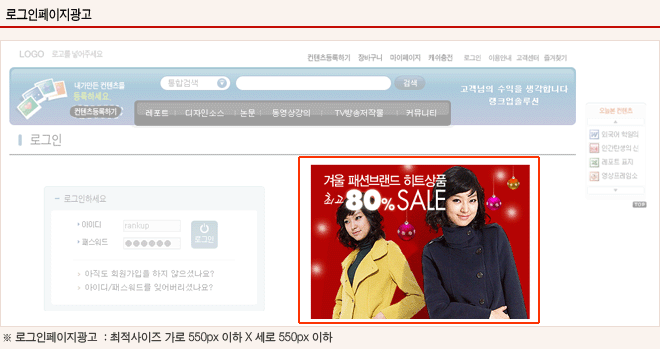 로그인페이지광고
LOGO 로고를 넣어주세요
컨텐츠등록하기 장바구니 마이페이지 캐쉬충전 로그인 이용안내 고객센터 즐겨찾기
내가만든 컨텐츠를
등록하세요
컨텐츠등록하기
통합검색 검색
고객님의 수익을 생각합니다
랭크업솔루션
레포트 디자인소스 논문 동영상강의 TV방송저작물 커뮤니티
오늘본 컨텐츠
외국어 학습의
민간탄생의 신
레포트 표지
영상프레임소
로그인
로그인하세요
아이디 rankup
패스워드 ●●●●●●
로그인
아직도 회원가입을 하지 않으셨나요?
아이디/패스워드를 잊어버리셨나요?
겨울 패션브랜드 히트상품
최고 80% SALE
※ 로그인페이지광고 : 최적사이즈 가로 550px 이하 X 세로 550px 이하